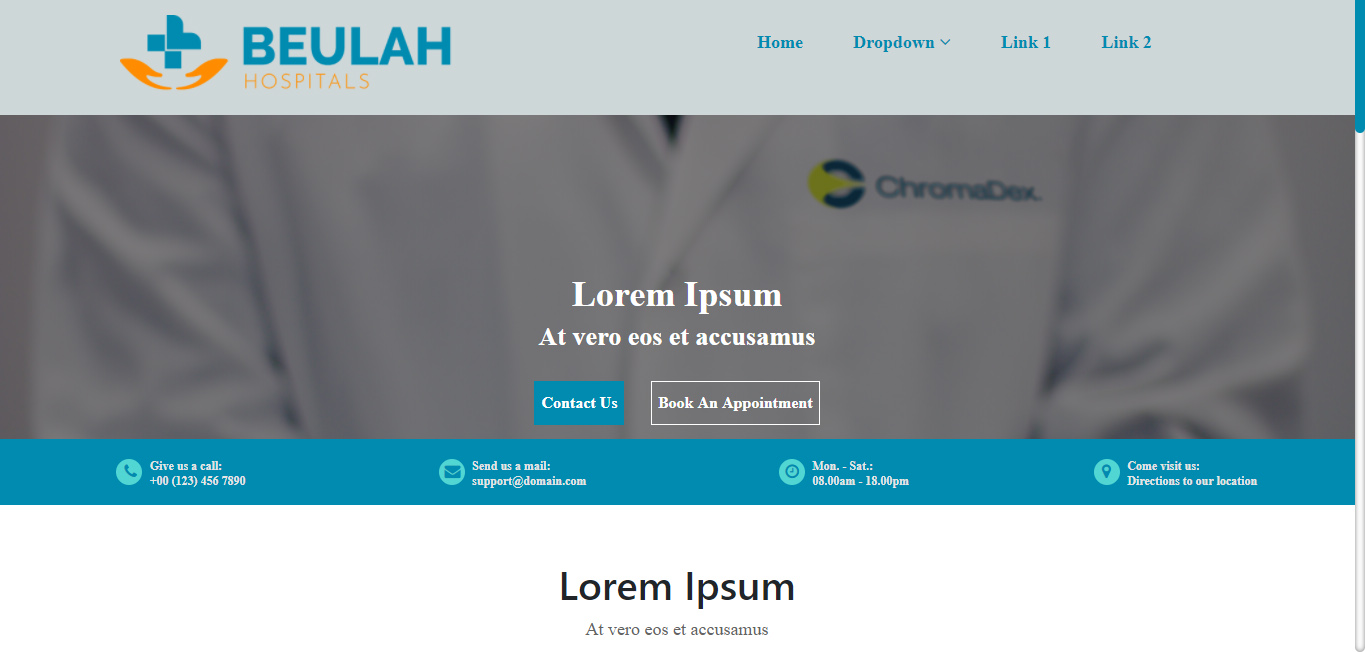 BEULAH
HOSPITALS
Home Dropdown Link 1 Link 2
ChromaDex
Lorem Ipsum
At vero eos et accusamus
Contact Us Book An Appointment
Give us a call: Send us a mail: Mon. - Sat.: Come visit us:
+00 (123) 456 7890 support@domain.com 08.00am - 18.00pm Directions to our location
Lorem Ipsum
At vero eos et accusamus